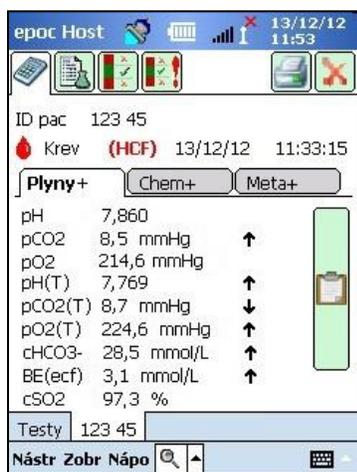 epoc Host 13/12/12
11:53
ID pac 123 45
Krev (HCF) 13/12/12 11:33:15
Plyny+ Chem+ Meta+
pH 7,860
pCO2 8,5 mmHg ↑
pO2 214,6 mmHg
pH(T) 7,769 ↑
pCO2(T) 8,7 mmHg ↓
pO2(T) 224,6 mmHg ↑
cHCO3- 28,5 mmol/L ↑
BE(ecf) 3,1 mmol/L ↑
cSO2 97,3 %
Testy 123 45
Nástr Zobr Nápo